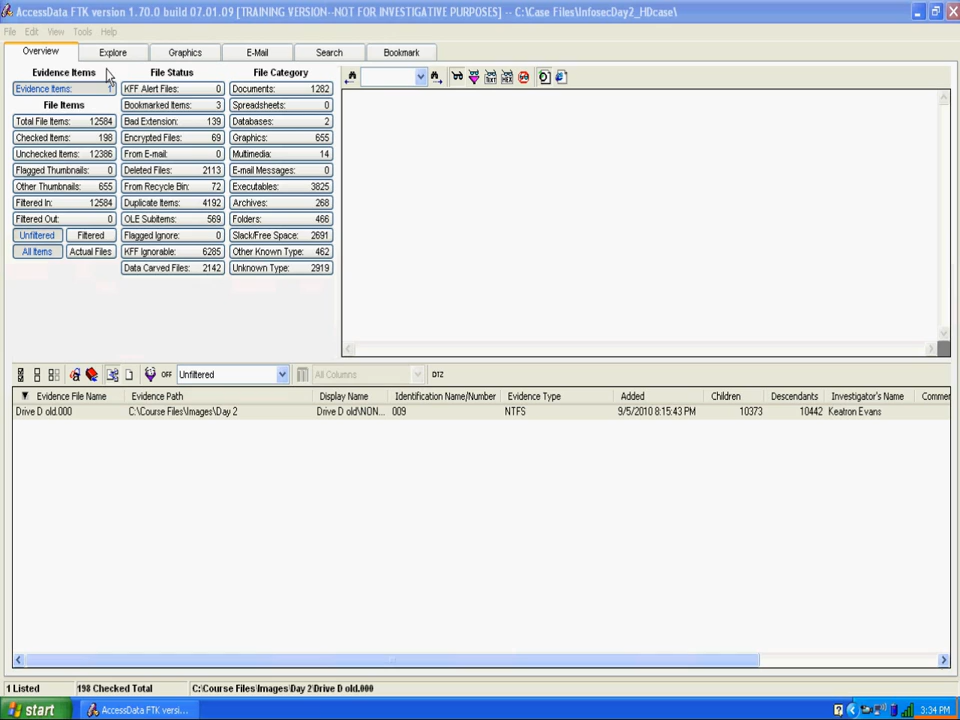 AccessData FTK version 1.70.0 build 07.01.09 [TRAINING VERSION--NOT FOR INVESTIGATIVE PURPOSES] -- C:\Case Files\InfosecDay2_HDcase\
File Edit View Tools Help
Overview Explore Graphics E-Mail Search Bookmark
Evidence Items File Status File Category
Evidence Items: 1 KFF Alert Files: 0 Documents: 1282
File Items Bookmarked Items: 3 Spreadsheets: 0
Total File Items: 12584 Bad Extension: 139 Databases: 2
Checked Items: 198 Encrypted Files: 69 Graphics: 655
Unchecked Items: 12386 From E-mail: 0 Multimedia: 14
Flagged Thumbnails: 0 Deleted Files: 2113 E-mail Messages: 0
Other Thumbnails: 655 From Recycle Bin: 72 Executables: 3825
Filtered In: 12584 Duplicate Items: 4192 Archives: 268
Filtered Out: 0 OLE Subitems: 569 Folders: 466
Unfiltered Filtered Flagged Ignore: 0 Slack/Free Space: 2691
All Items Actual Files KFF Ignorable: 6285 Other Known Type: 462
Data Carved Files: 2142 Unknown Type: 2919
OFF Unfiltered All Columns DTZ
Evidence File Name Evidence Path Display Name Identification Name/Number Evidence Type Added Children Descendants Investigator's Name Comme
Drive D old.000 C:\Course Files\Images\Day 2 Drive D old\NON... 009 NTFS 9/5/2010 8:15:43 PM 10373 10442 Keatron Evans
1 Listed 198 Checked Total C:\Course Files\Images\Day 2\Drive D old.000
start AccessData FTK versi... 3:34 PM